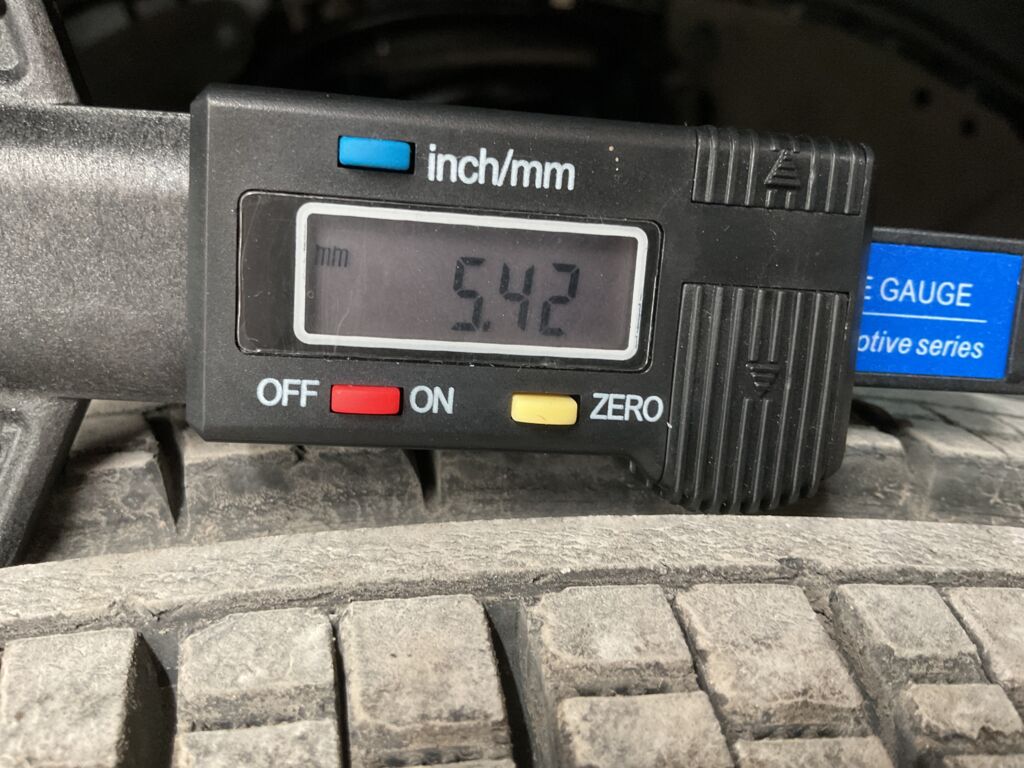 inch/mm
mm
5.42
E GAUGE
otive series
OFF ON
ZERO